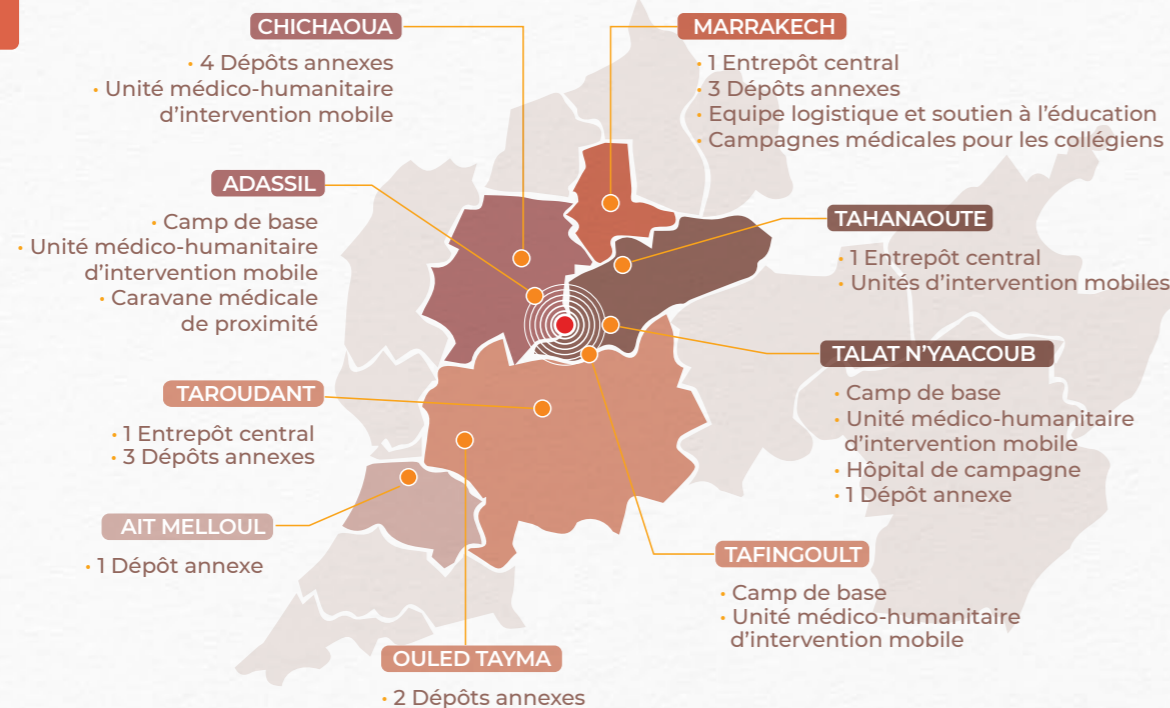 CHICHAOUA
• 4 Dépôts annexes
• Unité médico-humanitaire
d'intervention mobile
MARRAKECH
• 1 Entrepôt central
• 3 Dépôts annexes
• Equipe logistique et soutien à l'éducation
• Campagnes médicales pour les collégiens
ADASSIL
• Camp de base
• Unité médico-humanitaire
d'intervention mobile
• Caravane médicale
de proximité
TAHANAOUTE
• 1 Entrepôt central
• Unités d'intervention mobiles
TALAT N'YAACOUB
• Camp de base
• Unité médico-humanitaire
d'intervention mobile
• Hôpital de campagne
• 1 Dépôt annexe
TAROUDANT
• 1 Entrepôt central
• 3 Dépôts annexes
AIT MELLOUL
• 1 Dépôt annexe
TAFINGOULT
• Camp de base
• Unité médico-humanitaire
d'intervention mobile
OULED TAYMA
• 2 Dépôts annexes